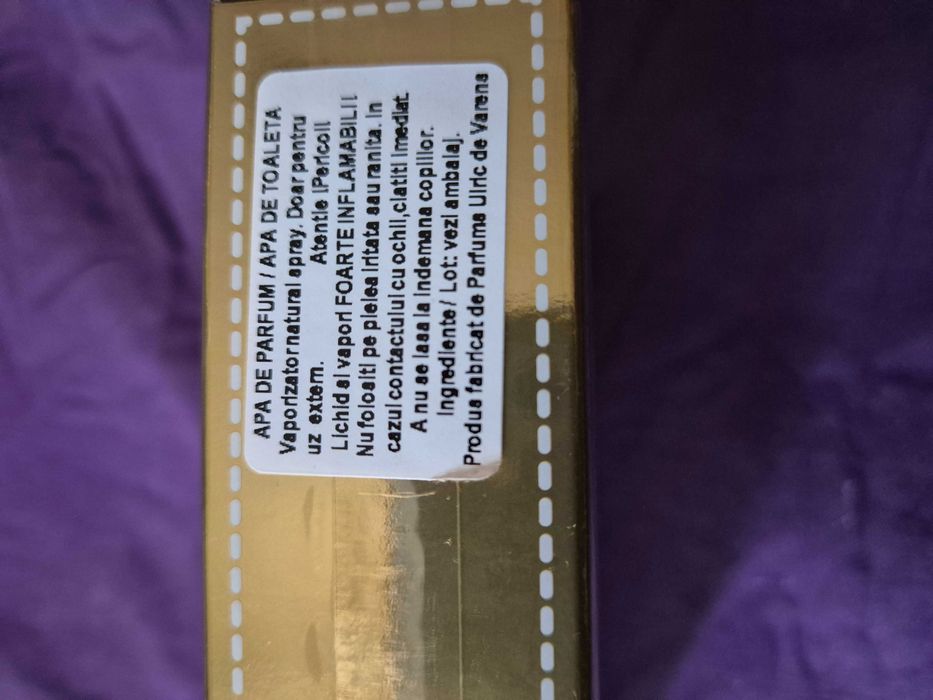 APA DE PARFUM / APA DE TOALETA
Vaporizator natural spray. Doar pentru
uz extern. Atentie !Pericol!
Lichid si vapori FOARTE INFLAMABILI!
Nu folositi pe pielea iritata sau ranita. In
cazul contactului cu ochii,clatiti imediat.
A nu se lasa la indemana copiilor.
Ingrediente / Lot: vezi ambalaj.
Produs fabricat de Parfums Ulric de Varens